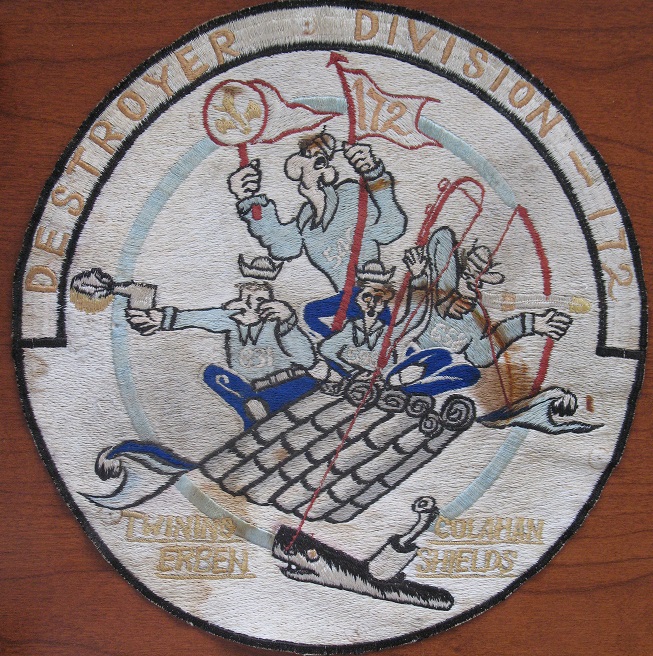 DESTROYER DIVISION - 172
172
TWINING COLAHAN
ERBEN SHIELDS